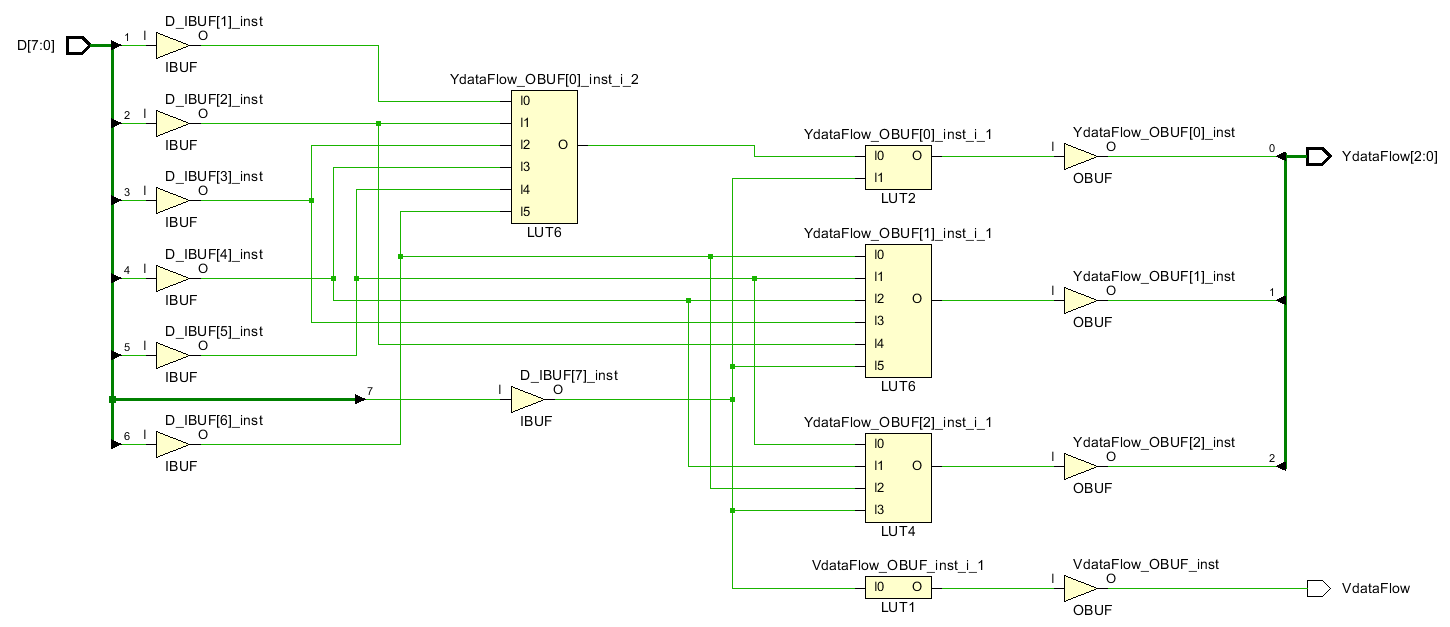 D[7:0]
D_IBUF[1]_inst
1
I
O
IBUF
D_IBUF[2]_inst
2
I
O
IBUF
D_IBUF[3]_inst
3
I
O
IBUF
D_IBUF[4]_inst
4
I
O
IBUF
D_IBUF[5]_inst
5
I
O
IBUF
D_IBUF[6]_inst
6
I
O
IBUF
7
D_IBUF[7]_inst
I
O
IBUF
YdataFlow_OBUF[0]_inst_i_2
I0
I1
I2
O
I3
I4
I5
LUT6
YdataFlow_OBUF[0]_inst_i_1
I0
O
I1
LUT2
YdataFlow_OBUF[1]_inst_i_1
I0
I1
I2
O
I3
I4
I5
LUT6
YdataFlow_OBUF[2]_inst_i_1
I0
I1
O
I2
I3
LUT4
VdataFlow_OBUF_inst_i_1
I0
O
LUT1
YdataFlow_OBUF[0]_inst
I
O
OBUF
YdataFlow_OBUF[1]_inst
I
O
OBUF
YdataFlow_OBUF[2]_inst
I
O
OBUF
VdataFlow_OBUF_inst
I
O
OBUF
0
1
2
YdataFlow[2:0]
VdataFlow